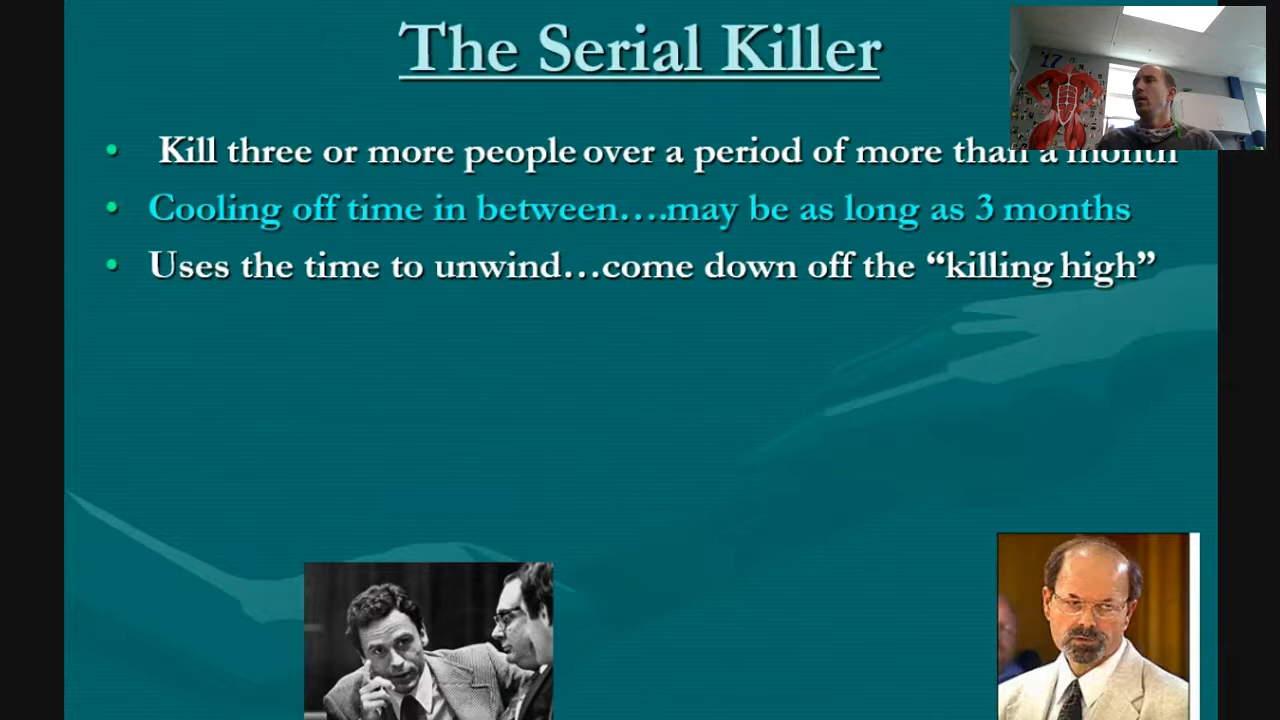 The Serial Killer
Kill three or more people over a period of more than a month
Cooling off time in between….may be as long as 3 months
Uses the time to unwind…come down off the “killing high”
'17